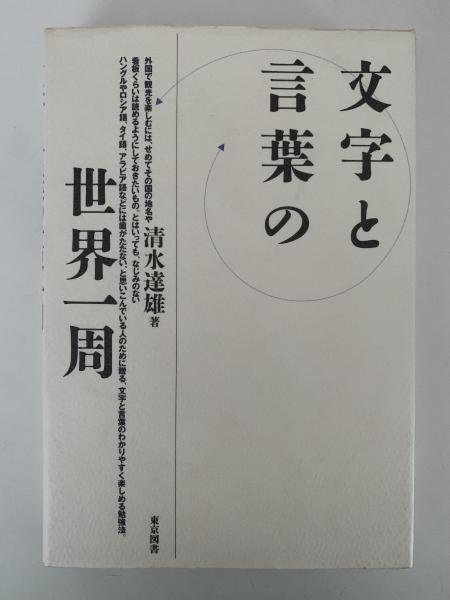 文字と
言葉の
世界一周
清水達雄著
外国で観光を楽しむには、せめてその国の地名や
看板くらいは読めるようにしておきたいもの。とはいっても、なじみのない
ハングルやロシア語、タイ語、アラビア語などには歯がたたない、と思いこんでいる人のために贈る、文字と言葉のわかりやすく楽しめる勉強法。
東京図書